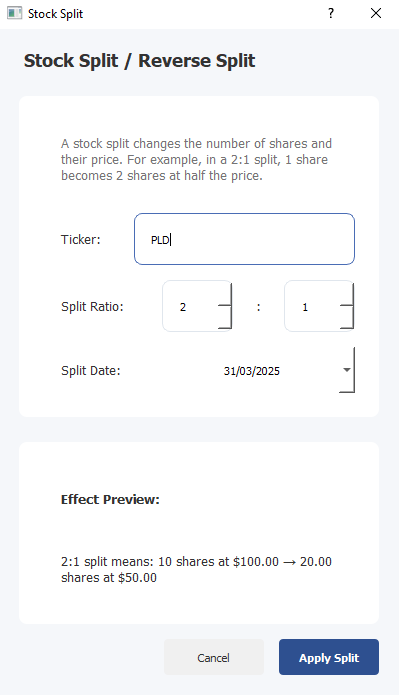 Stock Split
?
Stock Split / Reverse Split
A stock split changes the number of shares and
their price. For example, in a 2:1 split, 1 share
becomes 2 shares at half the price.
Ticker: PLD
Split Ratio: 2 : 1
Split Date: 31/03/2025
Effect Preview:
2:1 split means: 10 shares at $100.00 → 20.00
shares at $50.00
Cancel Apply Split